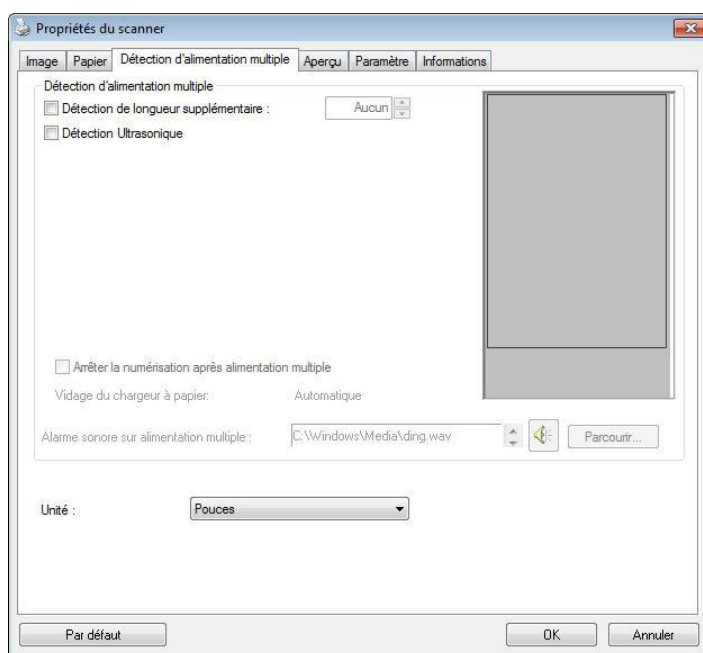 Propriétés du scanner
Image Papier Détection d'alimentation multiple Aperçu Paramètre Informations
Détection d'alimentation multiple
Détection de longueur supplémentaire : Aucun
Détection Ultrasonique
Arrêter la numérisation après alimentation multiple
Vidage du chargeur à papier: Automatique
Alarme sonore sur alimentation multiple : C:\Windows\Media\ding.wav Parcourir...
Unité : Pouces
Par défaut OK Annuler